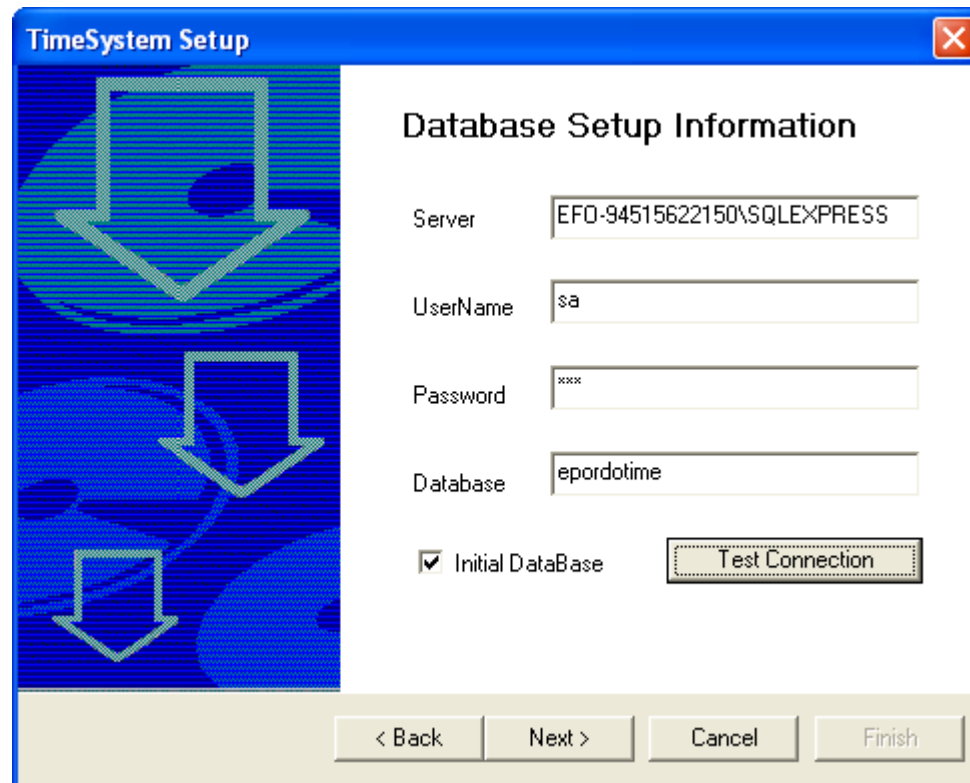 TimeSystem Setup
Database Setup Information
Server EFO-94515622150\SQLEXPRESS
UserName sa
Password ×××
Database epordotime
Initial DataBase Test Connection
< Back Next > Cancel Finish